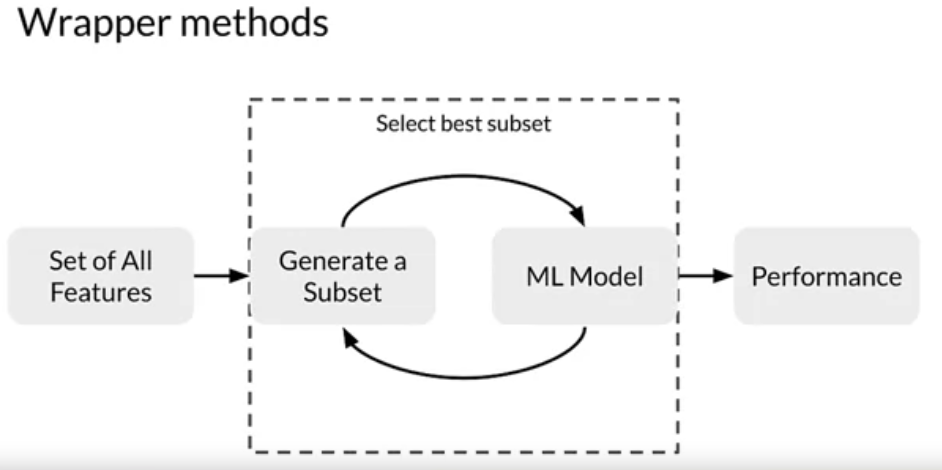 Wrapper methods
Select best subset
Set of All
Features
Generate a
Subset
ML Model
Performance